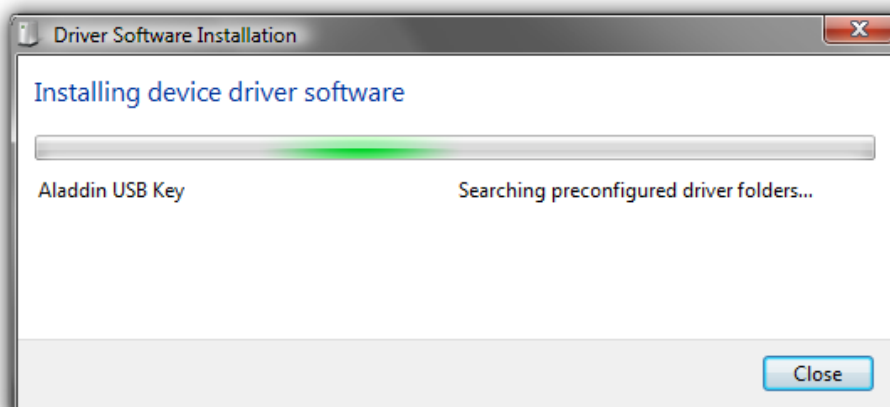 Driver Software Installation
Installing device driver software
Aladdin USB Key Searching preconfigured driver folders...
Close